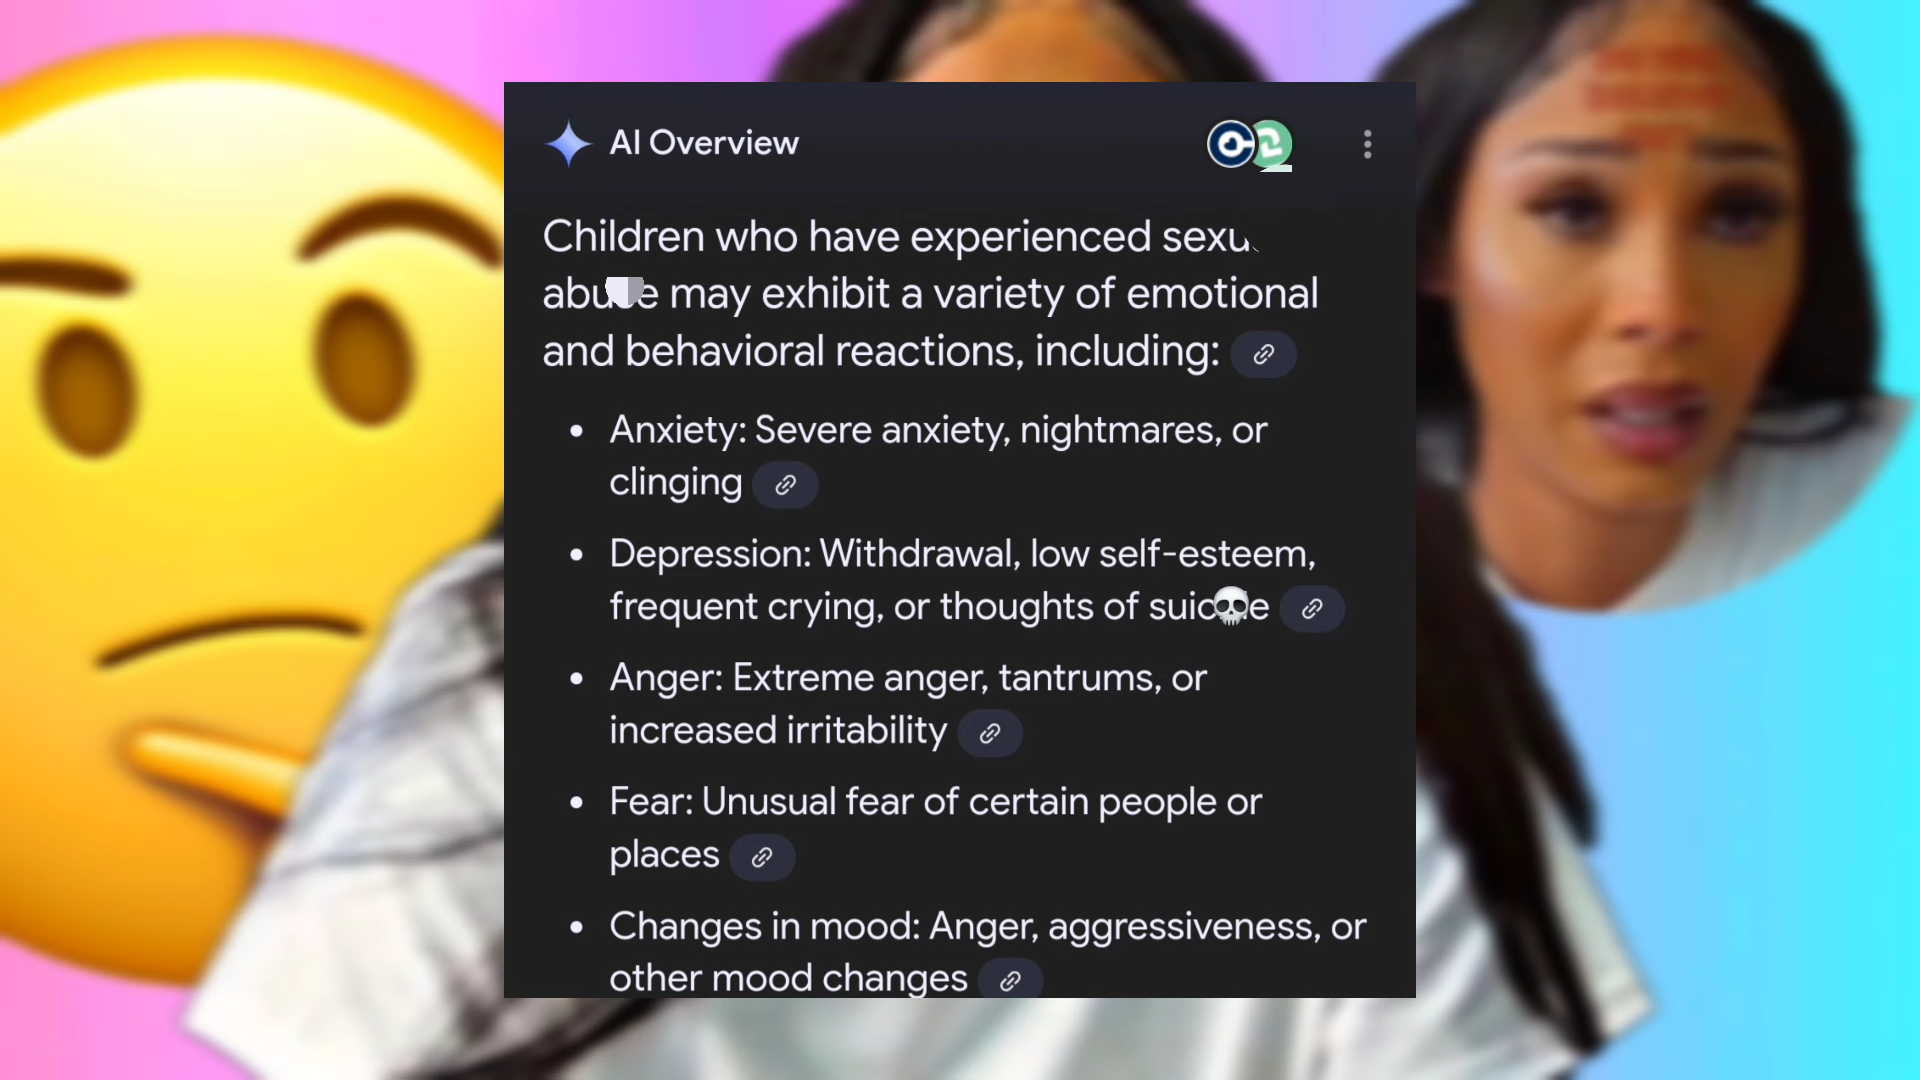 AI Overview
Children who have experienced
may exhibit a variety of emotional
and behavioral reactions, including:
Anxiety: Severe anxiety, nightmares, or
clinging
Depression: Withdrawal, low self-esteem,
frequent crying, or thoughts of
Anger: Extreme anger, tantrums, or
increased irritability
Fear: Unusual fear of certain people or
places
Changes in mood: Anger, aggressiveness, or
other mood changes